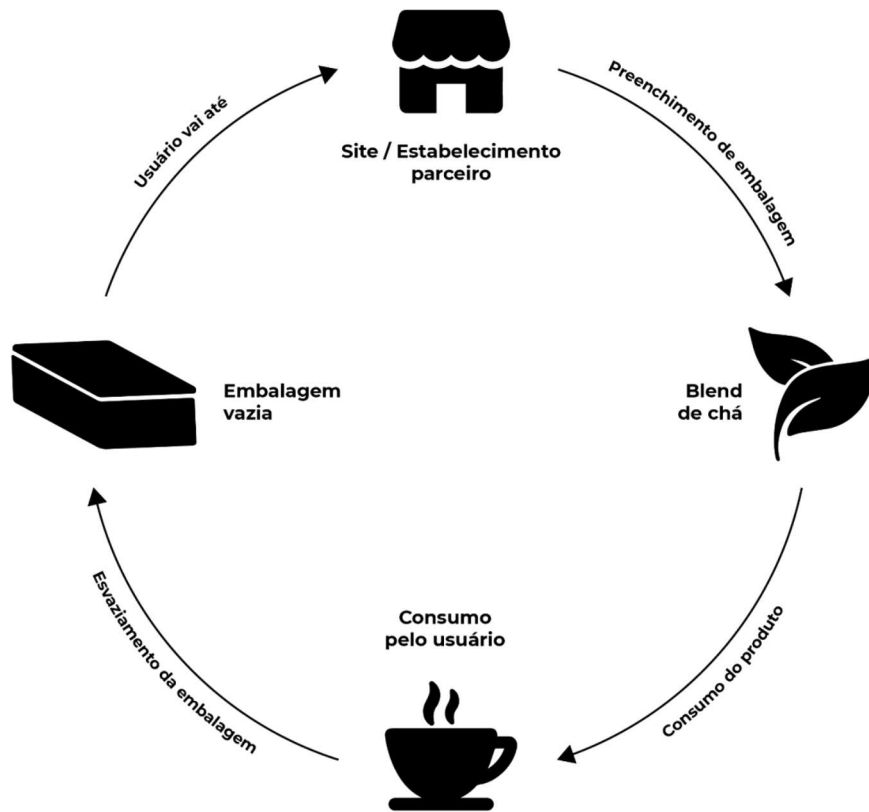 Site / Estabelecimento
parceiro
Preenchimento de embalagem
Blend
de chá
Consumo do produto
Consumo
pelo usuário
Esvaziamento da embalagem
Embalagem
vazia
Usuário vai até